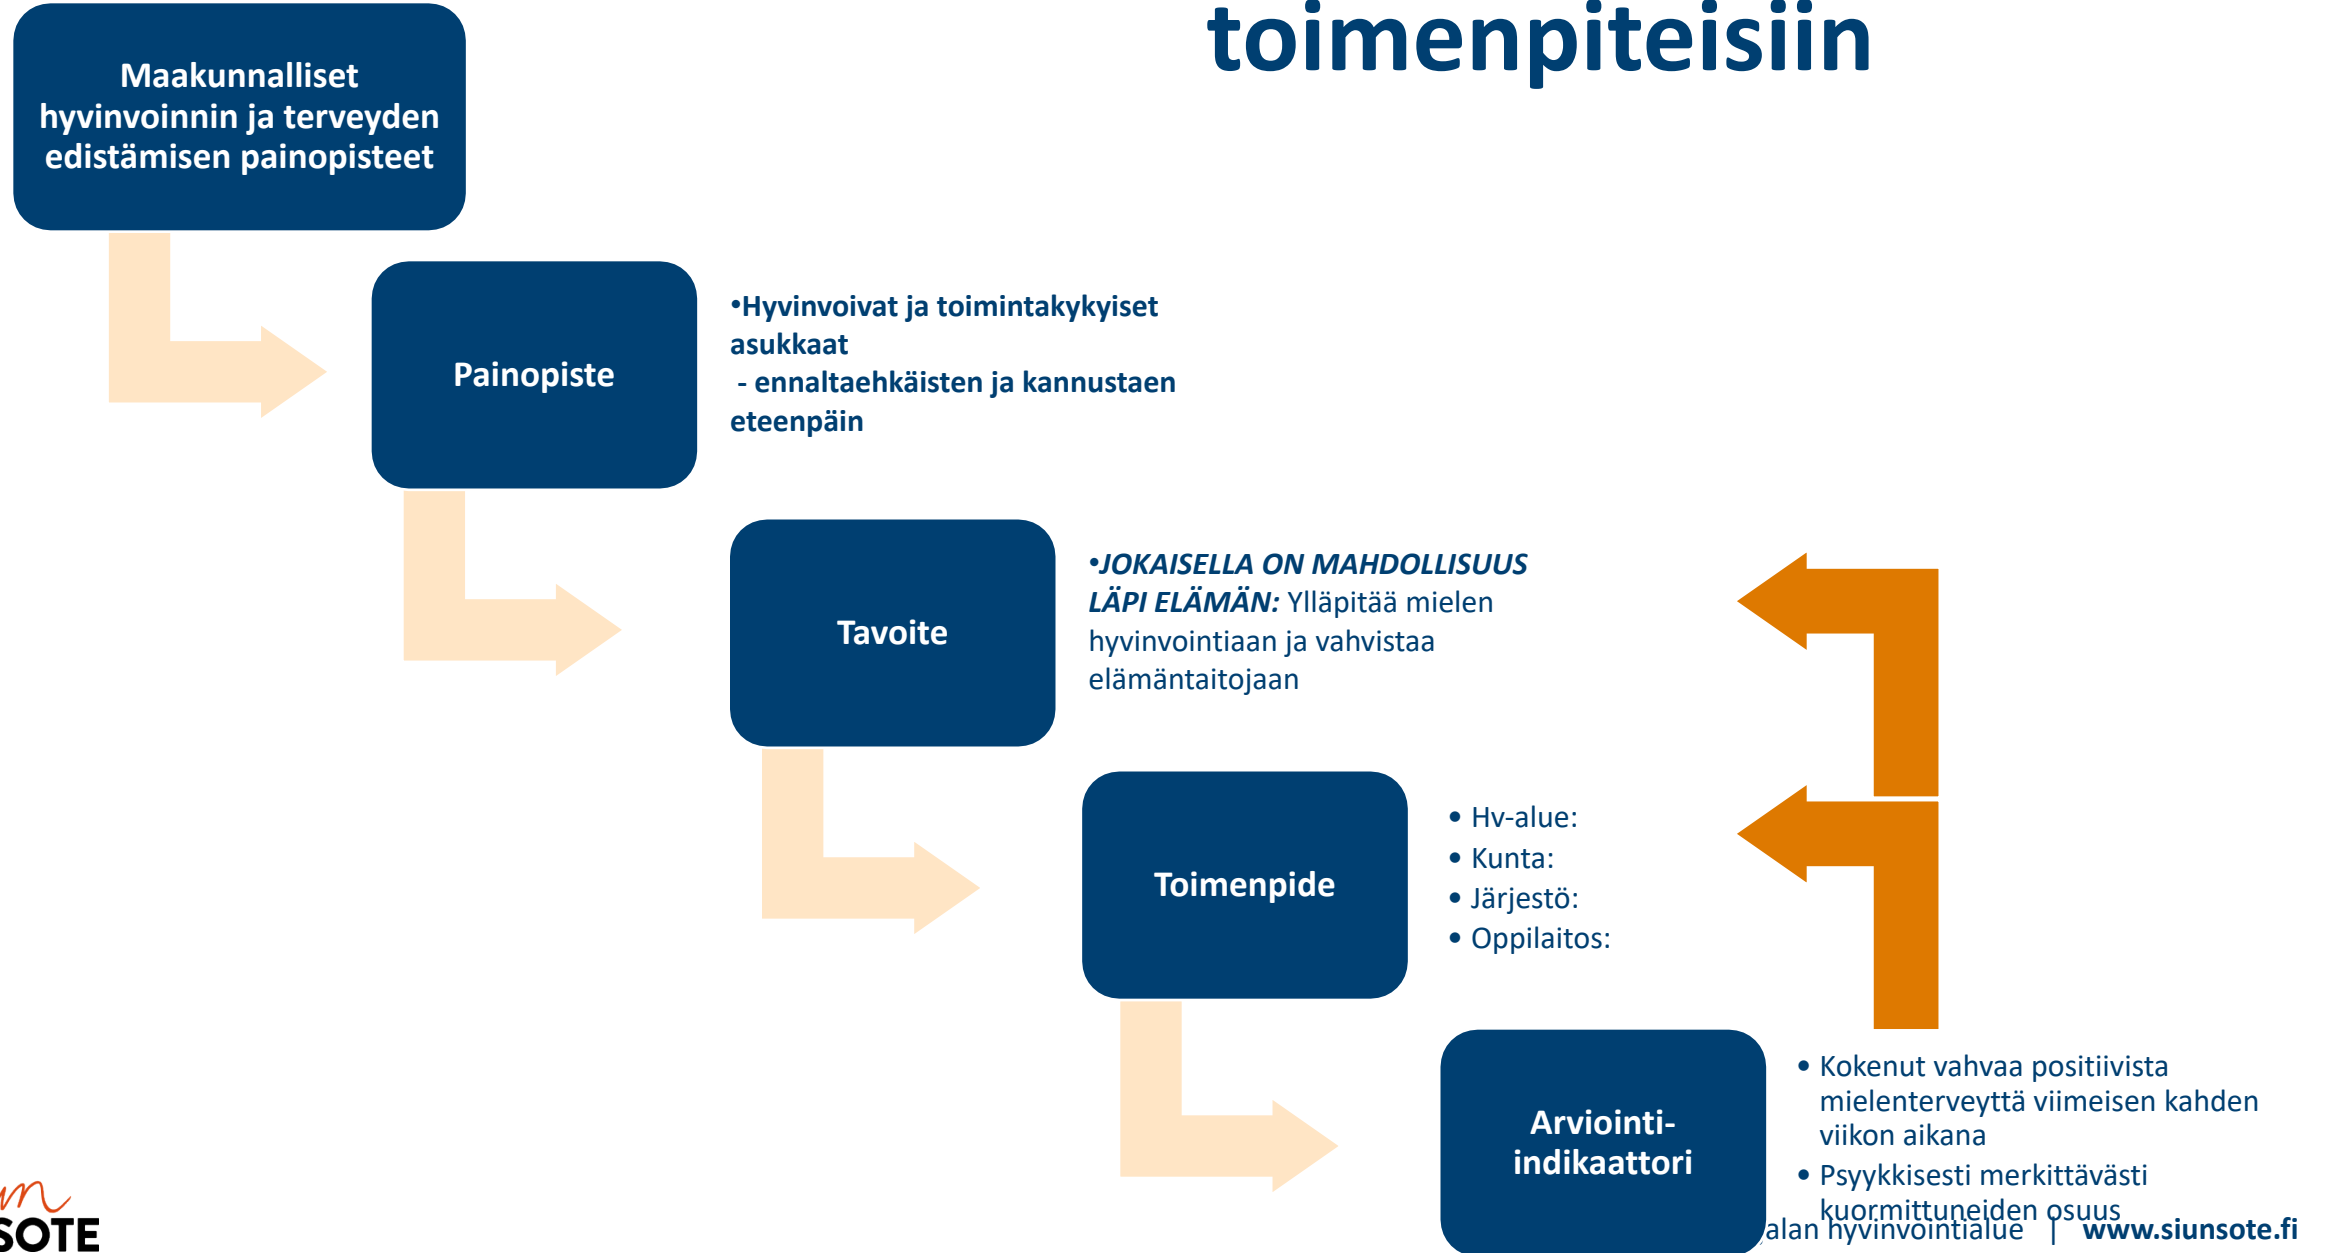 toimenpiteisiin
Maakunnalliset
hyvinvoinnin ja terveyden
edistämisen painopisteet
Painopiste
•Hyvinvoivat ja toimintakykyiset
asukkaat
- ennaltaehkäisten ja kannustaen
eteenpäin
Tavoite
•JOKAISELLA ON MAHDOLLISUUS
LÄPI ELÄMÄN: Ylläpitää mielen
hyvinvointiaan ja vahvistaa
elämäntaitojaan
Toimenpide
• Hv-alue:
• Kunta:
• Järjestö:
• Oppilaitos:
Arviointi-
indikaattori
• Kokenut vahvaa positiivista
mielenterveyttä viimeisen kahden
viikon aikana
• Psyykkisesti merkittävästi
kuormittuneiden osuus
alan hyvinvointialue | www.siunsote.fi
SOTE